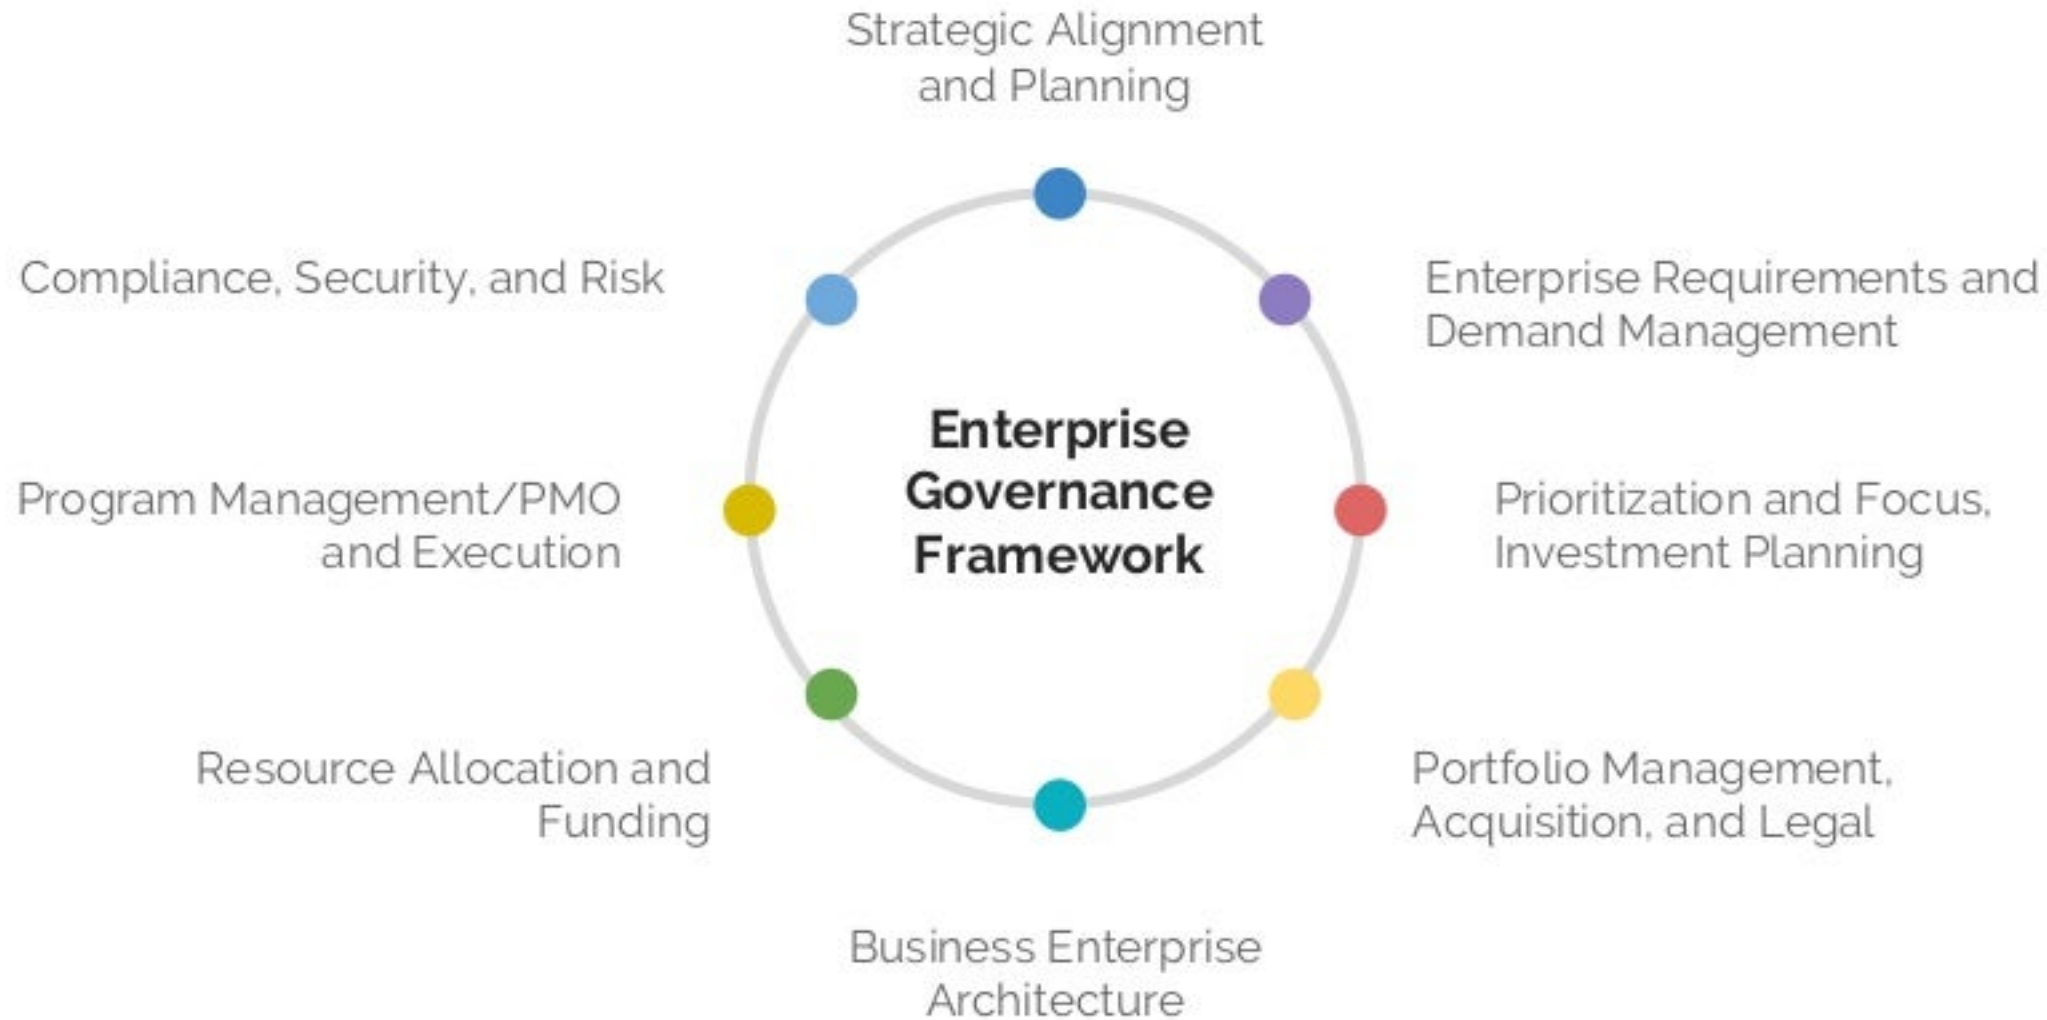 Strategic Alignment
and Planning
Compliance, Security, and Risk
Enterprise Requirements and
Demand Management
Enterprise
Governance
Framework
Program Management/PMO
and Execution
Prioritization and Focus,
Investment Planning
Resource Allocation and
Funding
Portfolio Management,
Acquisition, and Legal
Business Enterprise
Architecture